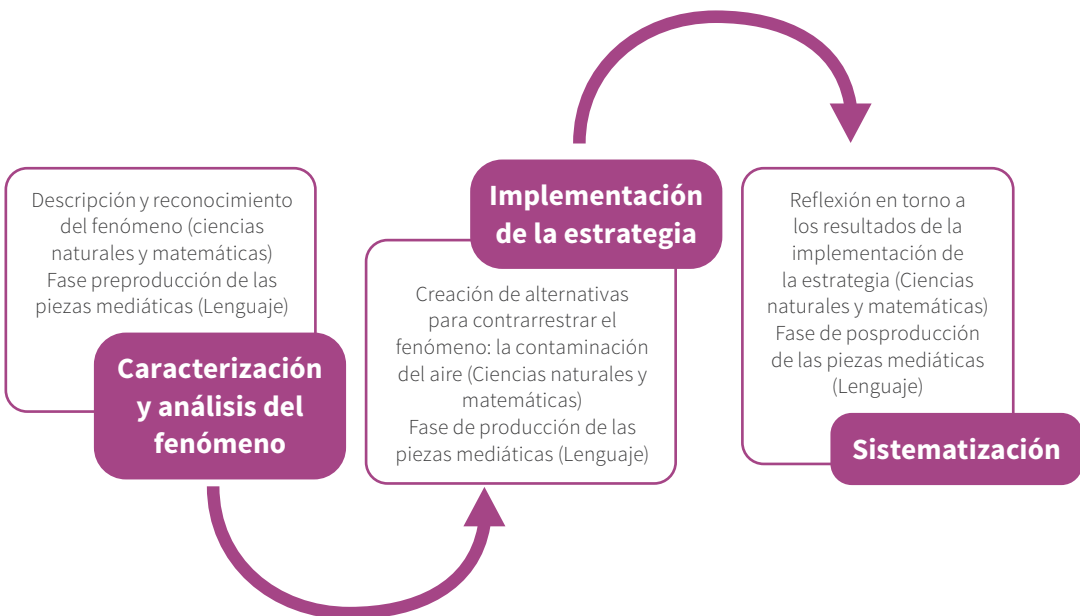 Descripción y reconocimiento
del fenómeno (ciencias
naturales y matemáticas)
Fase preproducción de las
piezas mediáticas (Lenguaje)
Caracterización
y análisis del
fenómeno
Implementación
de la estrategia
Creación de alternativas
para contrarrestar el
fenómeno: la contaminación
del aire (Ciencias naturales y
matemáticas)
Fase de producción de las
piezas mediáticas (Lenguaje)
Reflexión en torno a
los resultados de la
implementación de
la estrategia (Ciencias
naturales y matemáticas)
Fase de posproducción
de las piezas mediáticas
(Lenguaje)
Sistematización